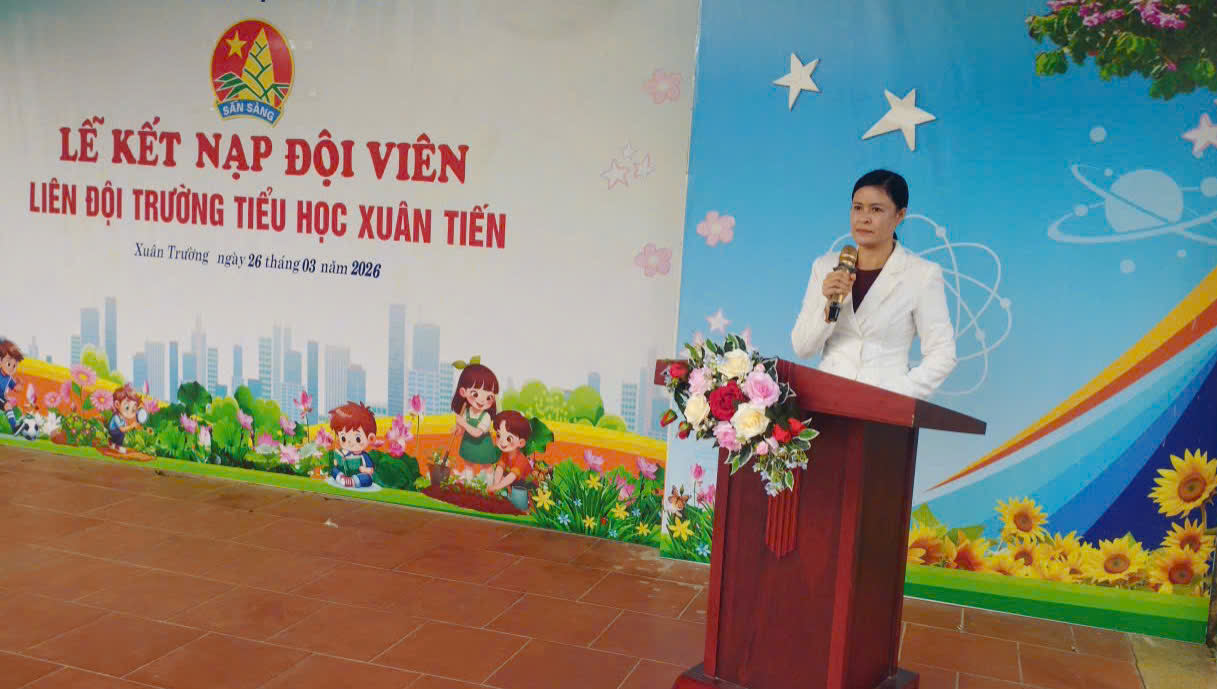 SẴN SÀNG
LỄ KẾT NẠP ĐỘI VIÊN
LIÊN ĐỘI TRƯỜNG TIỂU HỌC XUÂN TIẾN
Xuân Trường ngày 26 tháng 03 năm 2026